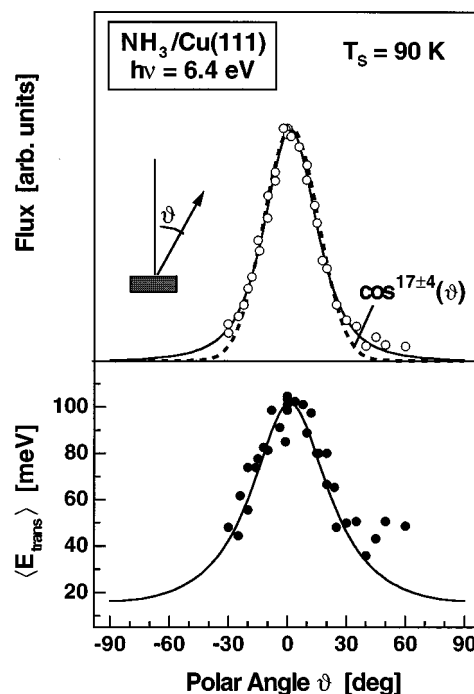 NH₃/Cu(111)
hν = 6.4 eV
Tₛ = 90 K
Flux [arb. units]
ϑ
cos¹⁷±⁴(ϑ)
⟨E_trans⟩ [meV]
100
80
60
40
20
-90 -60 -30 0 30 60 90
Polar Angle ϑ [deg]